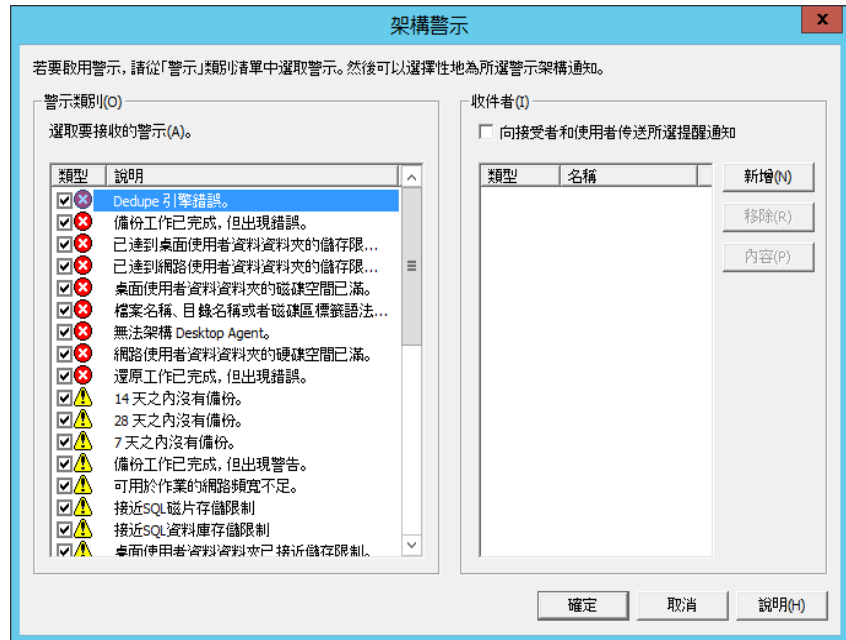 架構警示
x
若要啟用警示, 請從「警示」類別清單中選取警示。然後可以選擇性地為所選警示架構通知。
警示類別(O)
選取要接收的警示(A)。
類型 說明
Dedupe 引擎錯誤。
備份工作已完成, 但出現錯誤。
已達到桌面使用者資料資料夾的儲存限...
已達到網路使用者資料資料夾的儲存限...
桌面使用者資料資料夾的磁碟空間已滿。
檔案名稱、目錄名稱或者磁碟區標籤語法...
無法架構 Desktop Agent。
網路使用者資料資料夾的硬碟空間已滿。
還原工作已完成, 但出現錯誤。
14 天之內沒有備份。
28 天之內沒有備份。
7 天之內沒有備份。
備份工作已完成, 但出現警告。
可用於作業的網路頻寬不足。
接近SQL磁片存儲限制
接近SQL資料庫存儲限制
桌面使用者資料資料夾已接近儲存限制。
收件者(I)
向接受者和使用者传送所選提醒通知
類型 名稱
新增(N)
移除(R)
內容(P)
確定 取消 說明(H)